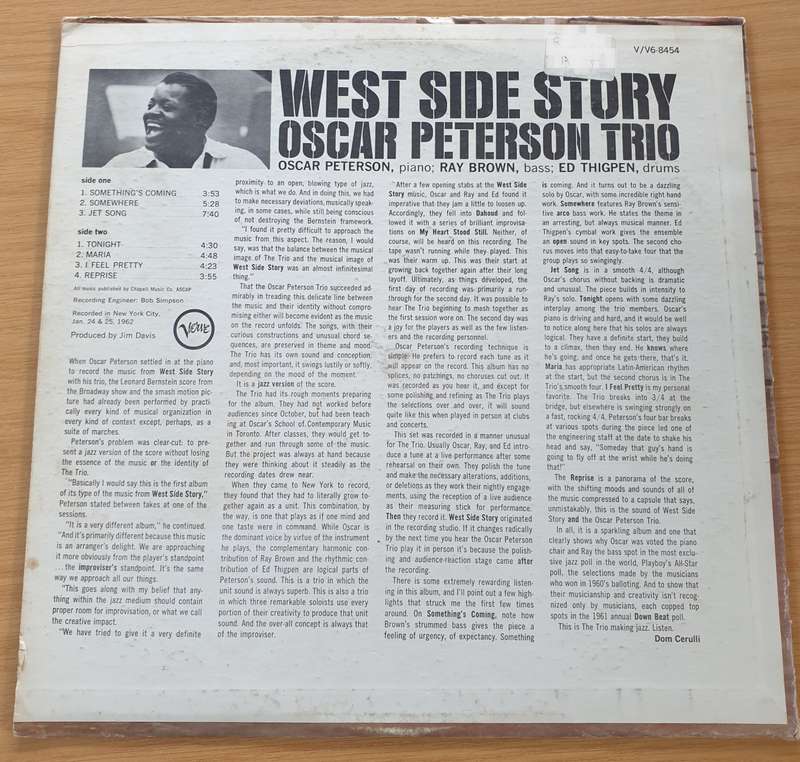 V/V6-8454
WEST SIDE STORY
OSCAR PETERSON TRIO
OSCAR PETERSON, piano; RAY BROWN, bass; ED THIGPEN, drums
side one
1. SOMETHING'S COMING 3:53
2. SOMEWHERE 5:28
3. JET SONG 7:40
side two
1. TONIGHT 4:30
2. MARIA 4:48
3. I FEEL PRETTY 4:23
4. REPRISE 3:55
All music published by Chappell Music Co. ASCAP
Recording Engineer: Bob Simpson
Recorded in New York City,
Jan. 24 & 25, 1962
Produced by Jim Davis
Verve
When Oscar Peterson settled in at the piano
to record the music from West Side Story
with his trio, the Leonard Bernstein score from
the Broadway show and the smash motion pic-
ture had already been performed by practi-
cally every kind of musical organization in
every kind of context except, perhaps, as a
suite of marches.
Peterson's problem was clear-cut: to pre-
sent a jazz version of the score without losing
the essence of the music or the identity of
The Trio.
"Basically I would say this is the first album
of its type of the music from West Side Story,"
Peterson stated between takes at one of the
sessions.
"It is a very different album," he continued.
"And it's primarily different because this music
is an arranger's delight. We are approaching
it more obviously from the player's standpoint
...the improviser's standpoint. It's the same
way we approach all our things.
"This goes along with my belief that any-
thing within the jazz medium should contain
proper room for improvisation, or what we call
the creative impact.
"We have tried to give it a very definite
proximity to an open, blowing type of jazz,
which is what we do. And in doing this, we had
to make necessary deviations, musically speak-
ing, in some cases, while still being conscious
of not destroying the Bernstein framework.
"I found it pretty difficult to approach the
music from this aspect. The reason, I would
say, was that the balance between the musical
image of The Trio and the musical image of
West Side Story was an almost infinitesimal
thing."
That the Oscar Peterson Trio succeeded ad-
mirably in treading this delicate line between
the music and their identity without compro-
mising either will become evident as the music
on the record unfolds. The songs, with their
curious constructions and unusual chord se-
quences, are preserved in theme and mood.
The Trio has its own sound and conception,
and, most important, it swings lustily or softly,
depending on the mood of the moment.
It is a jazz version of the score.
The Trio had its rough moments preparing
for the album. They had not worked before
audiences since October, but had been teach-
ing at Oscar's School of Contemporary Music
in Toronto. After classes, they would get to-
gether and run through some of the music.
But the project was always at hand because
they were thinking about it steadily as the
recording dates drew near.
When they came to New York to record,
they found that they had to literally grow to-
gether again as a unit. This combination, by
the way, is one that plays as if one mind and
one taste were in command. While Oscar is
the dominant voice by virtue of the instrument
he plays, the complementary harmonic con-
tribution of Ray Brown and the rhythmic con-
tribution of Ed Thigpen are logical parts of
Peterson's sound. This is a trio in which the
unit sound is always superb. This is also a trio
in which three remarkable soloists use every
portion of their creativity to produce that unit
sound. And the over-all concept is always that
of the improviser.
After a few opening stabs at the West Side
Story music, Oscar and Ray and Ed found it
imperative that they jam a little to loosen up.
Accordingly, they fell into Dahoud and fol-
lowed it with a series of brilliant improvisa-
tions on My Heart Stood Still. Neither, of
course, will be heard on this recording. The
tape wasn't running while they played. This
was their warm up. This was their start at
growing back together again after their long
layoff. Ultimately, as things developed, the
first day of recording was primarily a run-
through for the second day. It was possible to
hear The Trio beginning to mesh together as
the first session wore on. The second day was
a joy for the players as well as the few listen-
ers and the recording personnel.
Oscar Peterson's recording technique is
simple. He prefers to record each tune as it
will appear on the record. This album has no
splices, no patchings, no choruses cut out. It
was recorded as you hear it, and except for
some polishing and refining as The Trio plays
the selections over and over, it will sound
quite like this when played in person at clubs
and concerts.
This set was recorded in a manner unusual
for The Trio. Usually Oscar, Ray, and Ed intro-
duce a tune at a live performance after some
rehearsal on their own. They polish the tune
and make the necessary alterations, additions,
or deletions as they work their nightly engage-
ments, using the reception of a live audience
as their measuring stick for performance.
Then they record it. West Side Story originated
in the recording studio. If it changes radically
by the next time you hear the Oscar Peterson
Trio play it in person it's because the polish-
ing and audience-reaction stage came after
the recording.
There is some extremely rewarding listen-
ing in this album, and I'll point out a few high-
lights that struck me the first few times
around. On Something's Coming, note how
Brown's strummed bass gives the piece a
feeling of urgency, of expectancy. Something
is coming. And it turns out to be a dazzling
solo by Oscar, with some incredible right hand
work. Somewhere features Ray Brown's sensi-
tive arco bass work. He states the theme in
an arresting, but always musical manner. Ed
Thigpen's cymbal work gives the ensemble
an open sound in key spots. The second cho-
rus moves into that easy-to-take four that the
group plays so swingingly.
Jet Song is in a smooth 4/4, although
Oscar's chorus without backing is dramatic
and unusual. The piece builds in intensity to
Ray's solo. Tonight opens with some dazzling
interplay among the trio members. Oscar's
piano is driving and hard, and it would be well
to notice along here that his solos are always
logical. They have a definite start, they build
to a climax, then they end. He knows where
he's going, and once he gets there, that's it.
Maria has appropriate Latin-American rhythm
at the start, but the second chorus is in The
Trio's smooth four. I Feel Pretty is my personal
favorite. The Trio breaks into 3/4 at the
bridge, but elsewhere is swinging strongly on
a fast, rocking 4/4. Peterson's four bar breaks
at various spots during the piece led one of
the engineering staff at the date to shake his
head and say, "Someday that guy's hand is
going to fly off at the wrist while he's doing
that!"
The Reprise is a panorama of the score,
with the shifting moods and sounds of all of
the music compressed to a capsule that says,
unmistakably, this is the sound of West Side
Story and the Oscar Peterson Trio.
In all, it is a sparkling album and one that
clearly shows why Oscar was voted the piano
chair and Ray the bass spot in the most exclu-
sive jazz poll in the world, Playboy's All-Star
poll, the selections made by the musicians
who won in 1960's balloting. And to show that
their musicianship and creativity isn't recog-
nized only by musicians, each copped top
spots in the 1961 annual Down Beat poll.
This is The Trio making jazz. Listen.
Dom Cerulli